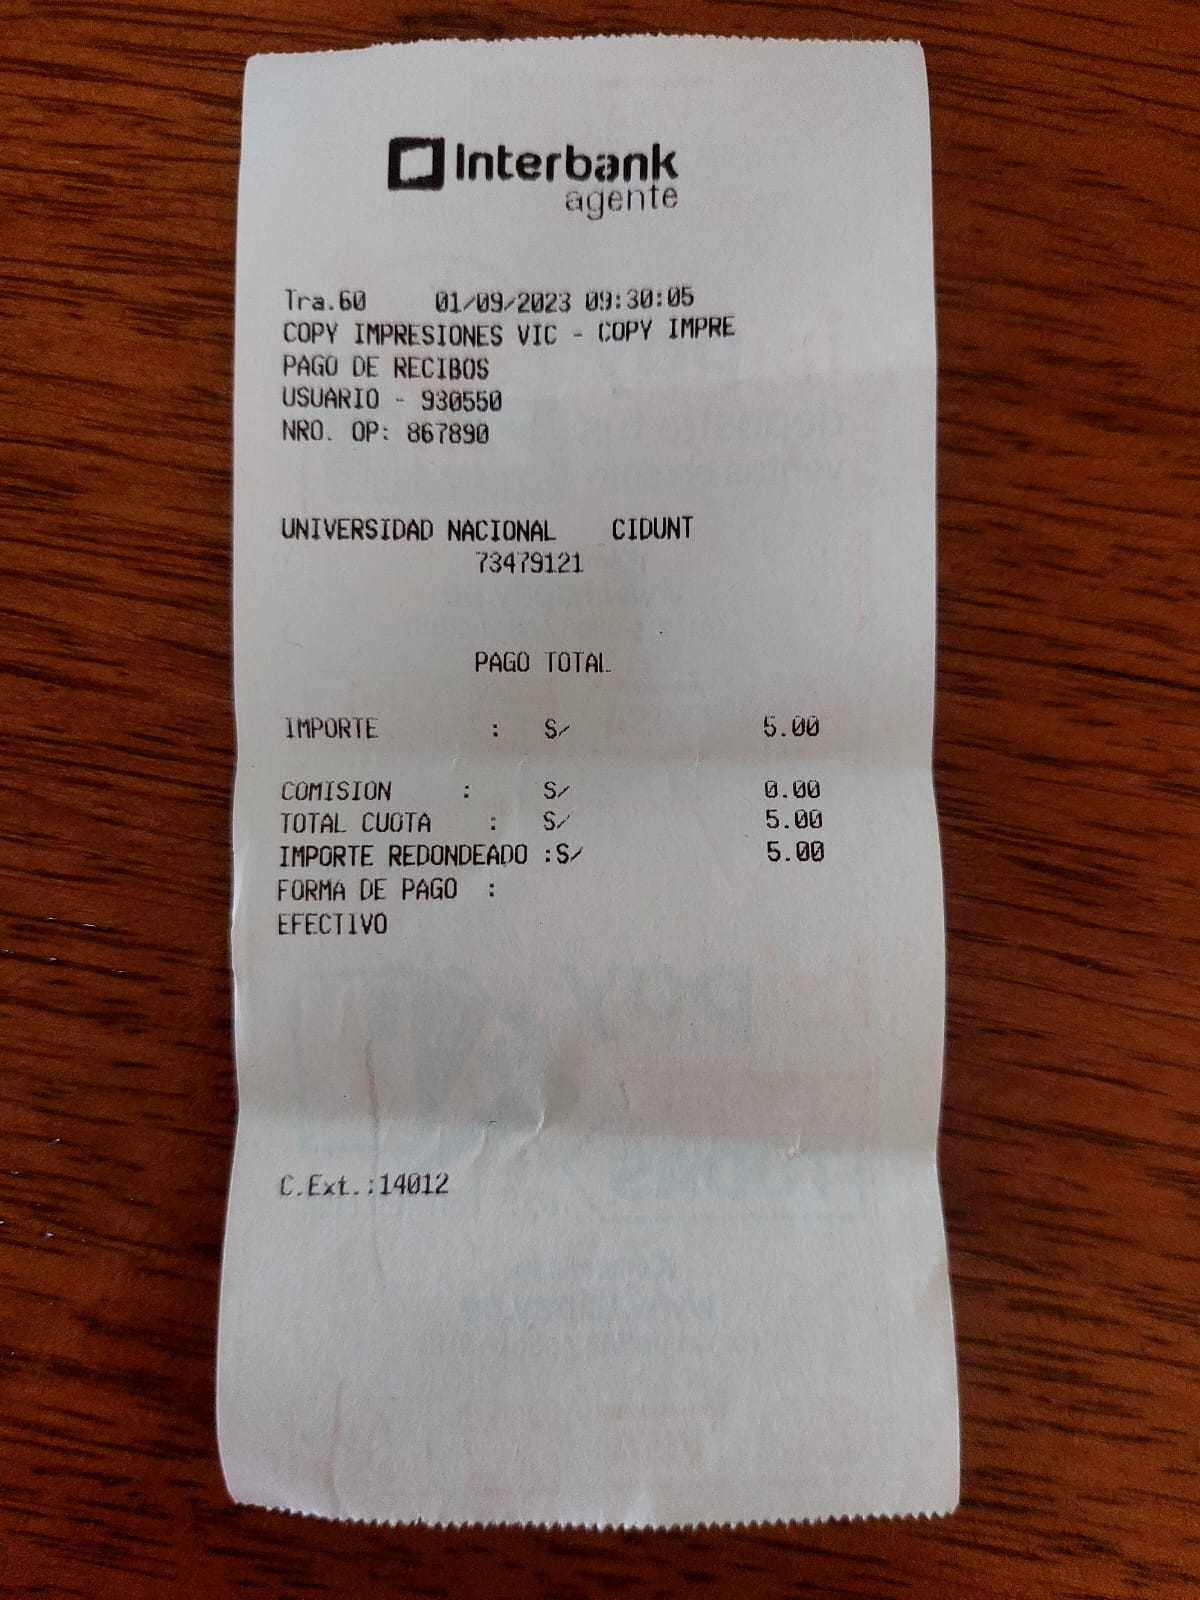 Interbank
agente
Tra.60 01/09/2023 09:30:05
COPY IMPRESIONES VIC - COPY IMPRE
PAGO DE RECIBOS
USUARIO - 930550
NRO. OP: 867890
UNIVERSIDAD NACIONAL CIDUNT
73479121
PAGO TOTAL
IMPORTE : S/ 5.00
COMISION : S/ 0.00
TOTAL CUOTA : S/ 5.00
IMPORTE REDONDEADO :S/ 5.00
FORMA DE PAGO :
EFECTIVO
C.Ext.:14012